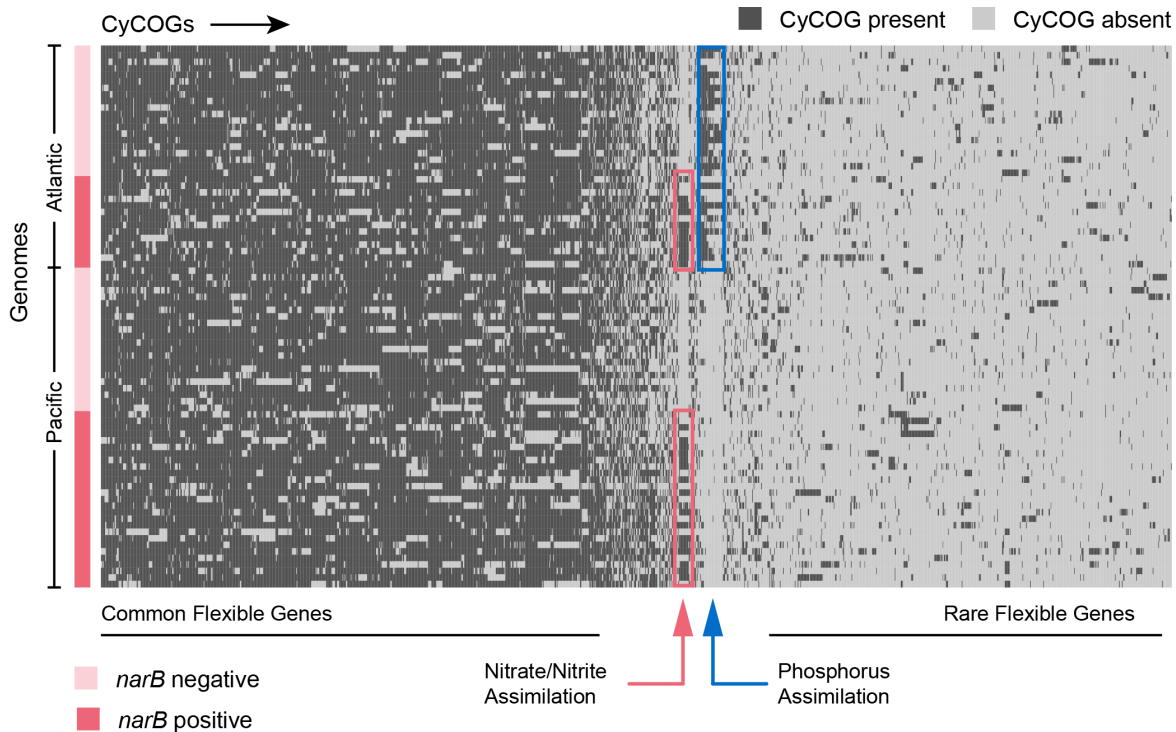 CyCOGs
CyCOG present
CyCOG absent
Genomes
Atlantic
Pacific
Common Flexible Genes
Rare Flexible Genes
Nitrate/Nitrite
Assimilation
Phosphorus
Assimilation
narB negative
narB positive